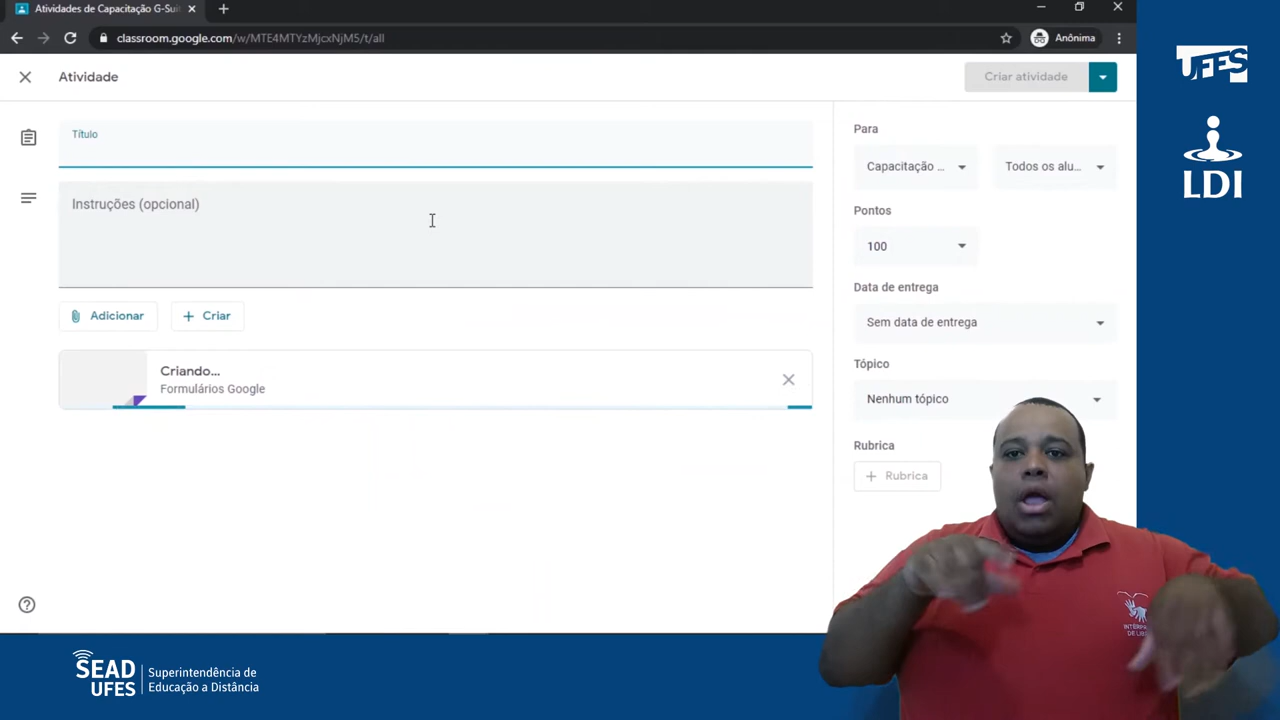 Atividades de Capacitação G-Suit
classroom.google.com/w/MTE4MTYzMjcxNjM5/t/all
Anônima
Atividade
Criar atividade
Título
Instruções (opcional)
Adicionar
Criar
Criando...
Formulários Google
Para
Capacitação ...
Todos os alu...
Pontos
100
Data de entrega
Sem data de entrega
Tópico
Nenhum tópico
Rubrica
Rubrica
UFES
LDI
SEAD
UFES
Superintendência de
Educação a Distância